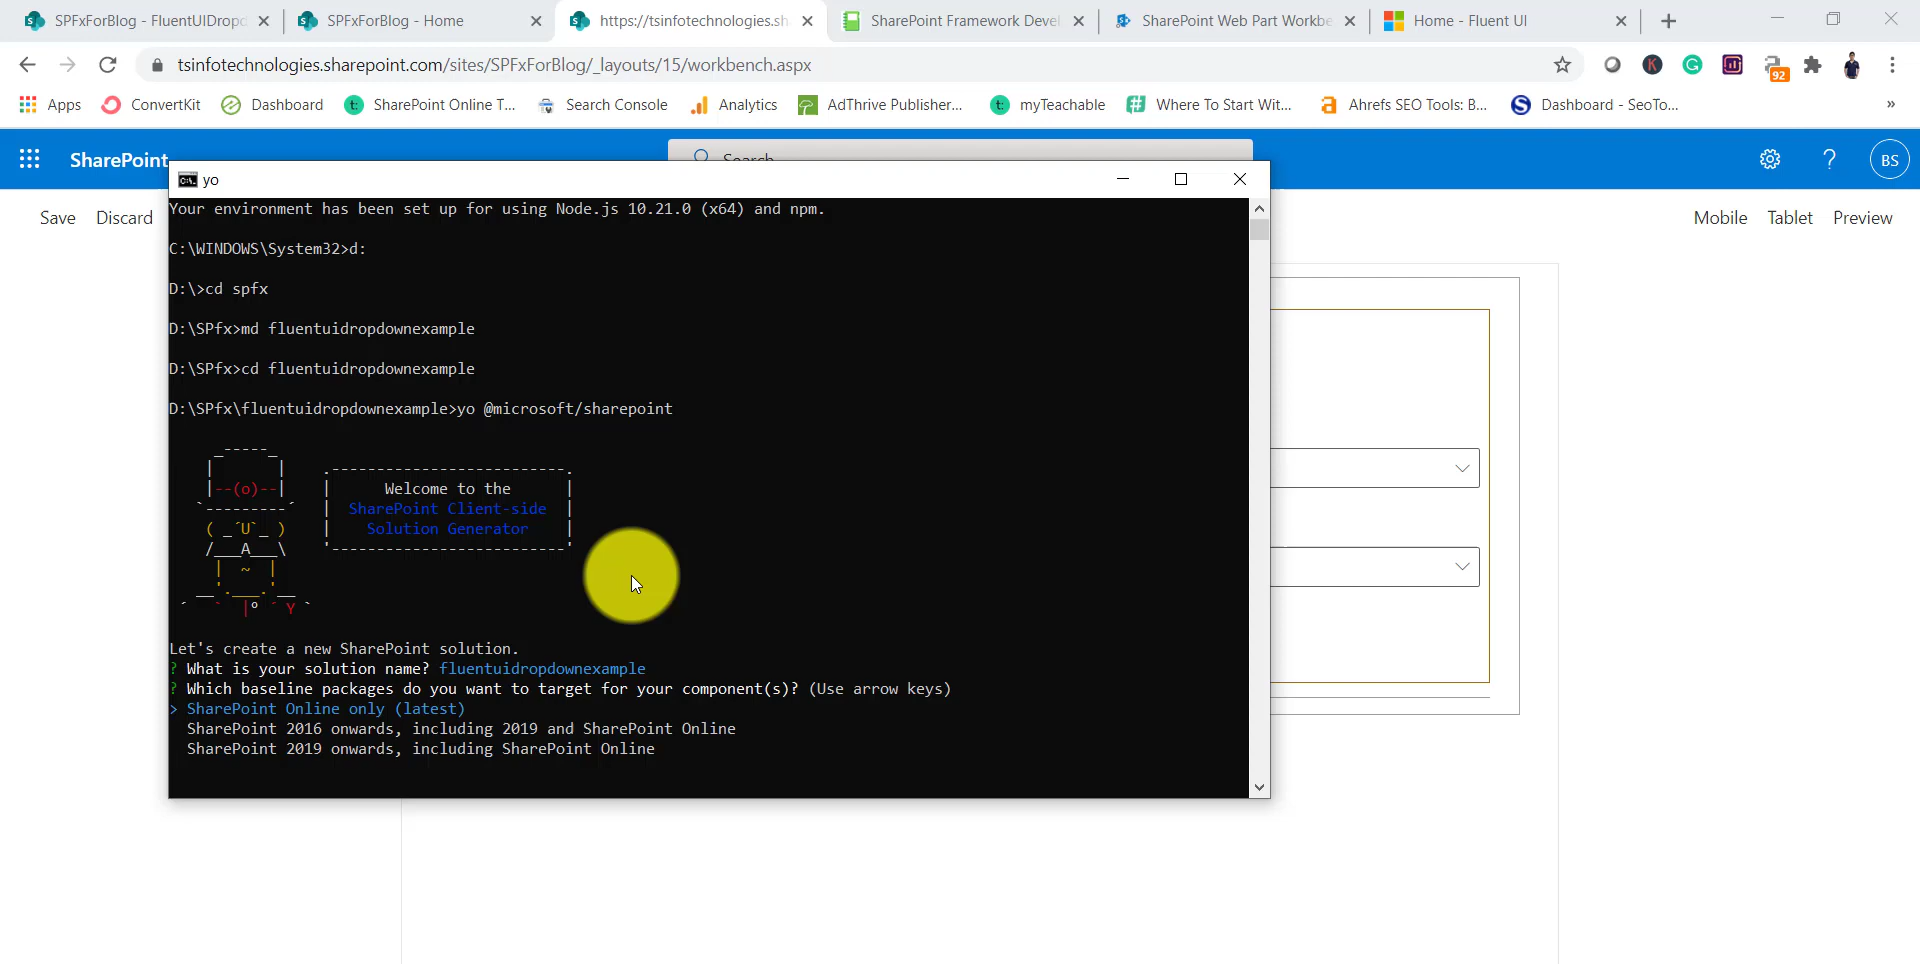 SPFxForBlog - FluentUIDropd
SPFxForBlog - Home
https://tsinfotechnologies.sh
SharePoint Framework Devel
SharePoint Web Part Workbe
Home - Fluent UI
tsinfotechnologies.sharepoint.com/sites/SPFxForBlog/_layouts/15/workbench.aspx
92
Apps
ConvertKit
Dashboard
SharePoint Online T...
Search Console
Analytics
AdThrive Publisher...
myTeachable
Where To Start Wit...
Ahrefs SEO Tools: B...
Dashboard - SeoTo...
SharePoint
Search
BS
Save
Discard
Mobile
Tablet
Preview
yo
Your environment has been set up for using Node.js 10.21.0 (x64) and npm.
C:\WINDOWS\System32>d:
D:\>cd spfx
D:\SPfx>md fluentuidropdownexample
D:\SPfx>cd fluentuidropdownexample
D:\SPfx\fluentuidropdownexample>yo @microsoft/sharepoint
Welcome to the
SharePoint Client-side
Solution Generator
Let's create a new SharePoint solution.
? What is your solution name? fluentuidropdownexample
? Which baseline packages do you want to target for your component(s)? (Use arrow keys)
> SharePoint Online only (latest)
SharePoint 2016 onwards, including 2019 and SharePoint Online
SharePoint 2019 onwards, including SharePoint Online